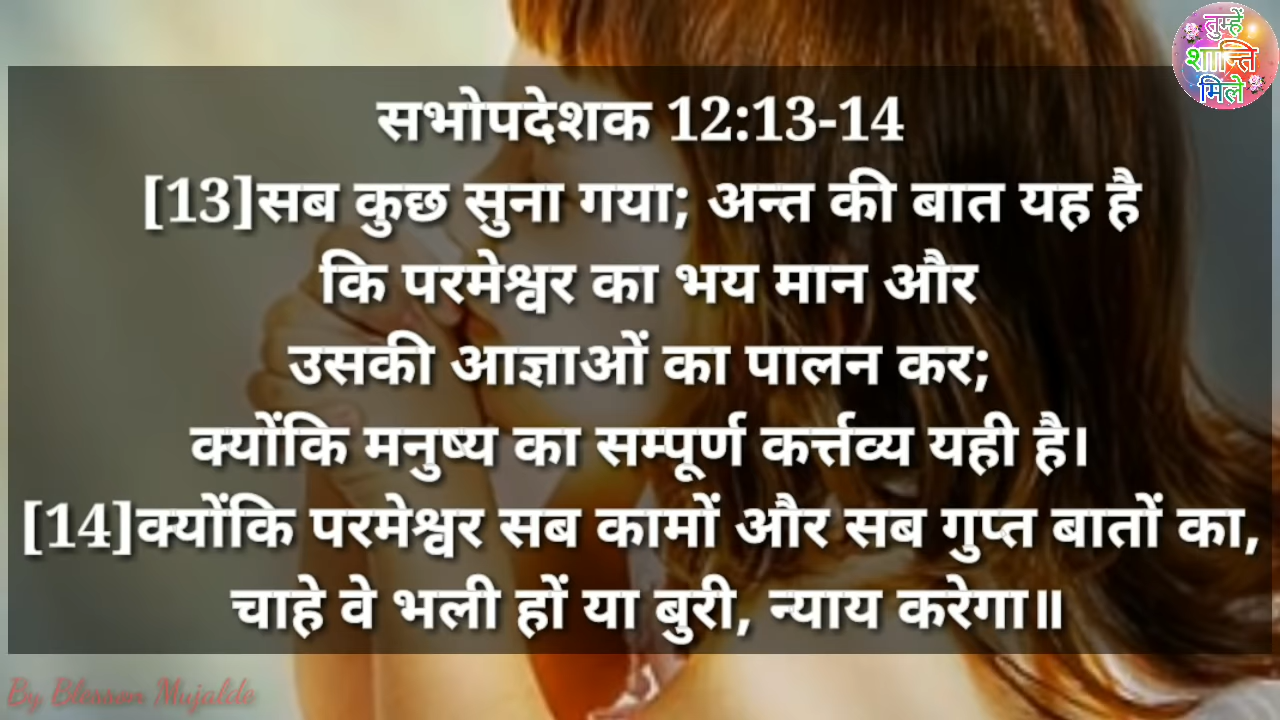 तुम्हें
शान्ति
मिले
सभोपदेशक 12:13-14
[13]सब कुछ सुना गया; अन्त की बात यह है
कि परमेश्वर का भय मान और
उसकी आज्ञाओं का पालन कर;
क्योंकि मनुष्य का सम्पूर्ण कर्त्तव्य यही है।
[14]क्योंकि परमेश्वर सब कामों और सब गुप्त बातों का,
चाहे वे भली हों या बुरी, न्याय करेगा॥
By Blossom Mujalde